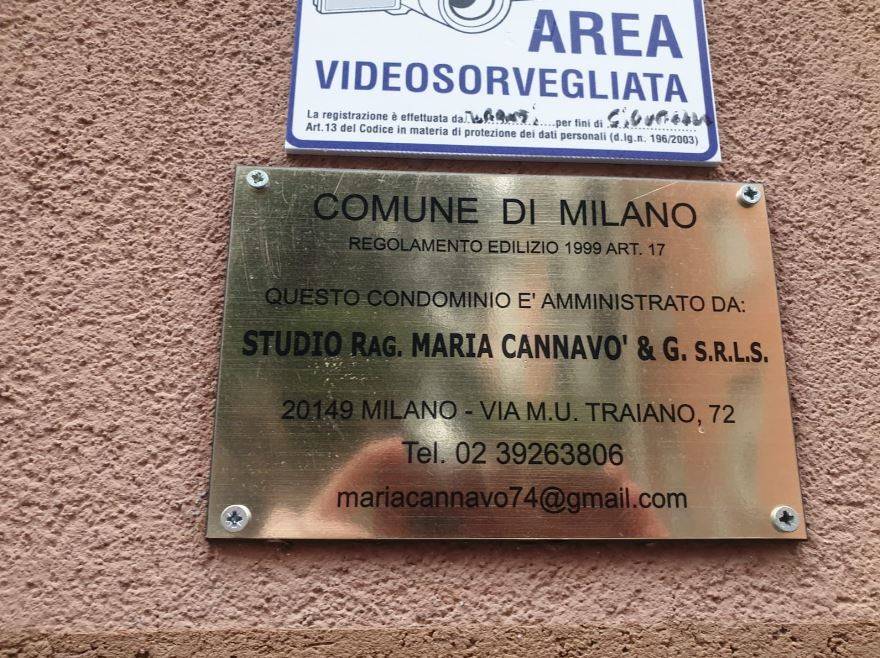 AREA
VIDEOSORVEGLIATA
La registrazione è effettuata da ....per fini di
Art.13 del Codice in materia di protezione dei dati personali (d.lg.n. 196/2003)
COMUNE DI MILANO
REGOLAMENTO EDILIZIO 1999 ART. 17
QUESTO CONDOMINIO E' AMMINISTRATO DA:
STUDIO RAG. MARIA CANNAVO' & G. S.R.L.S.
20149 MILANO - VIA M.U. TRAIANO, 72
Tel. 02 39263806
mariacannavo74@gmail.com